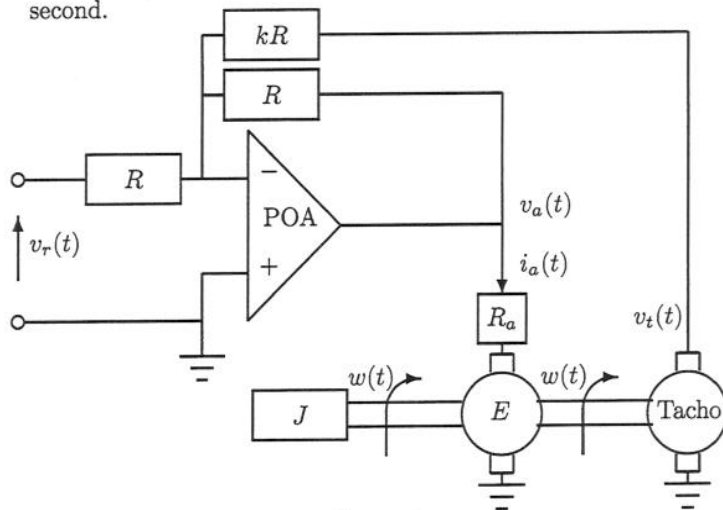 second.
kR
R
R
−
POA
+
v_r(t)
v_a(t)
i_a(t)
R_a
v_t(t)
w(t)
w(t)
J
E
Tacho